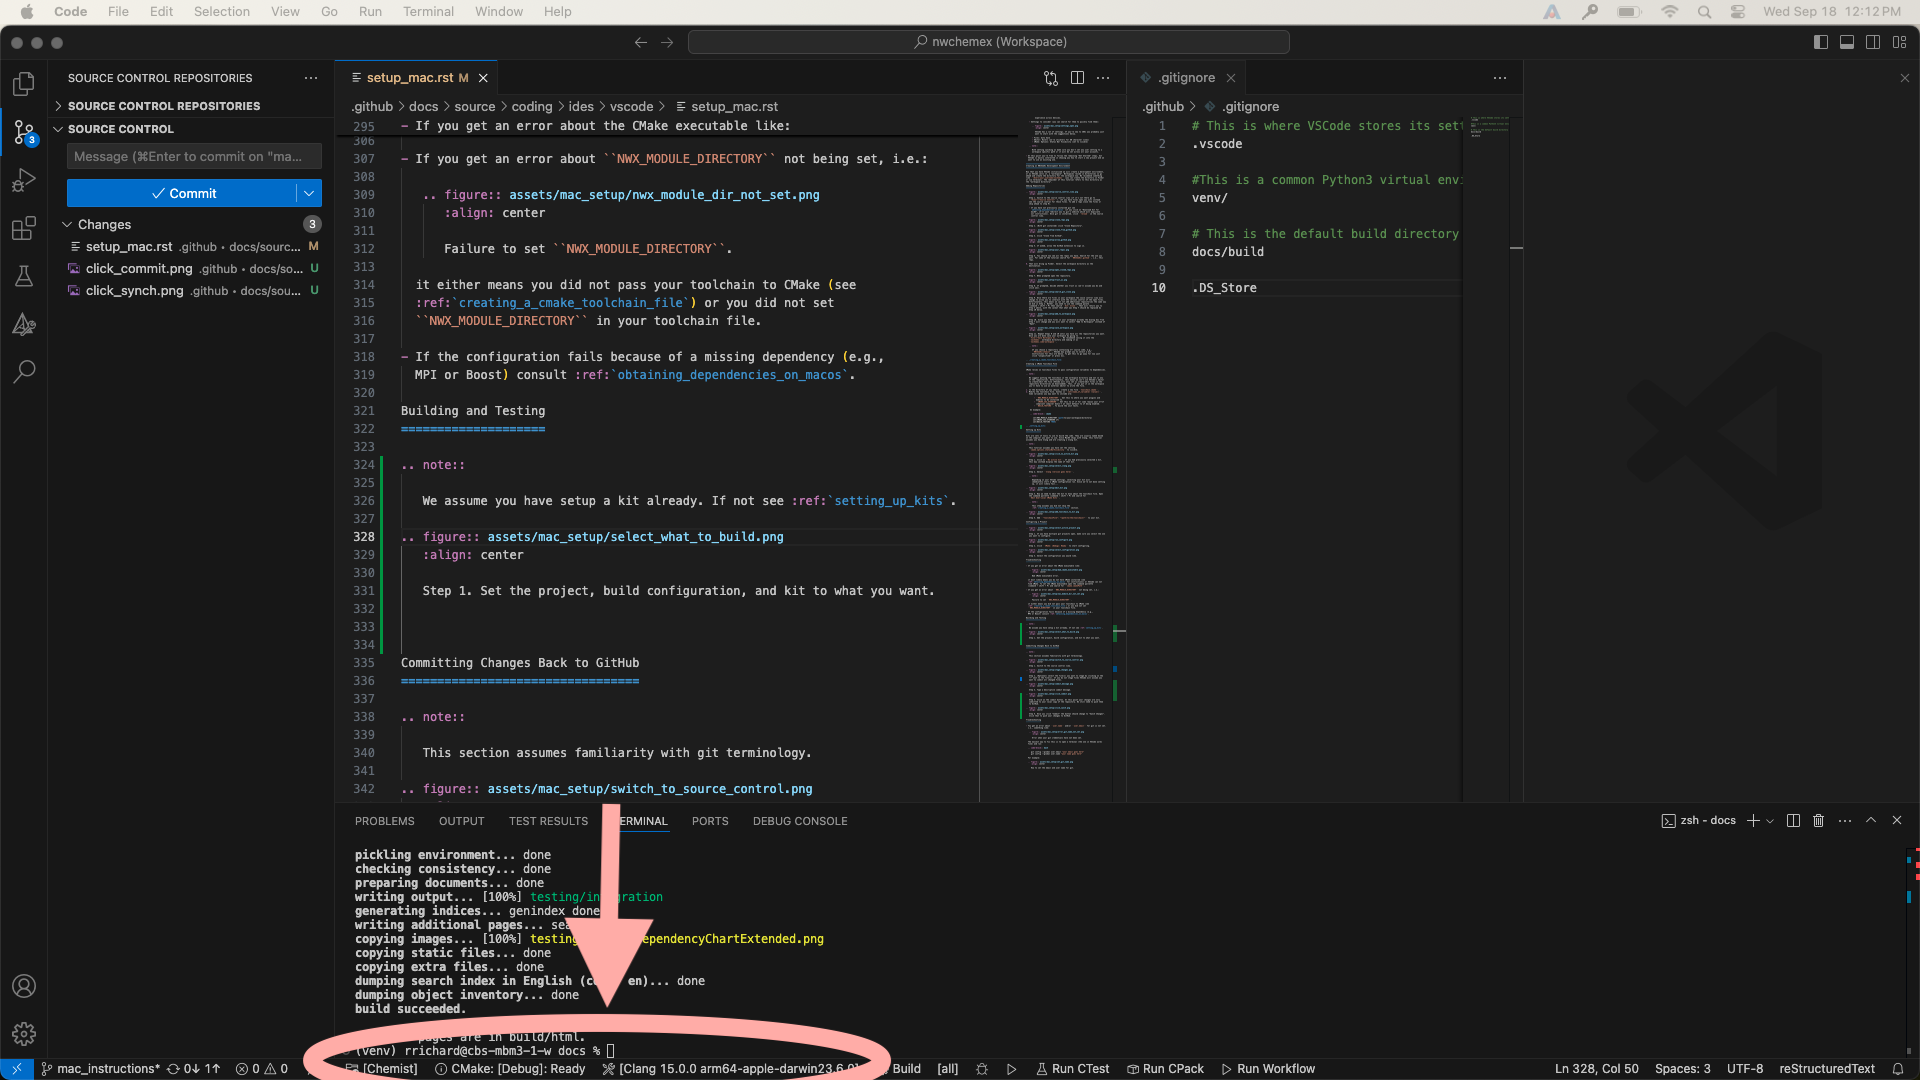 Code File Edit Selection View Go Run Terminal Window Help Wed Sep 18 12:12 PM
nwchemex (Workspace)
SOURCE CONTROL REPOSITORIES
SOURCE CONTROL REPOSITORIES
SOURCE CONTROL
3
Message (⌘Enter to commit on "ma...
Commit
Changes 3
setup_mac.rst .github • docs/sourc... M
click_commit.png .github • docs/so... U
click_synch.png .github • docs/sou... U
setup_mac.rst M
.github > docs > source > coding > ides > vscode > setup_mac.rst
295 - If you get an error about the CMake executable like:
306
307 - If you get an error about ``NWX_MODULE_DIRECTORY`` not being set, i.e.:
308
309 .. figure:: assets/mac_setup/nwx_module_dir_not_set.png
310 :align: center
311
312 Failure to set ``NWX_MODULE_DIRECTORY``.
313
314 it either means you did not pass your toolchain to CMake (see
315 :ref:`creating_a_cmake_toolchain_file`) or you did not set
316 ``NWX_MODULE_DIRECTORY`` in your toolchain file.
317
318 - If the configuration fails because of a missing dependency (e.g.,
319 MPI or Boost) consult :ref:`obtaining_dependencies_on_macos`.
320
321 Building and Testing
322 ====================
323
324 .. note::
325
326 We assume you have setup a kit already. If not see :ref:`setting_up_kits`.
327
328 .. figure:: assets/mac_setup/select_what_to_build.png
329 :align: center
330
331 Step 1. Set the project, build configuration, and kit to what you want.
332
333
334
335 Committing Changes Back to GitHub
336 =================================
337
338 .. note::
339
340 This section assumes familiarity with git terminology.
341
342 .. figure:: assets/mac_setup/switch_to_source_control.png
.gitignore
.github > .gitignore
1 # This is where VSCode stores its sett
2 .vscode
3
4 #This is a common Python3 virtual envi
5 venv/
6
7 # This is the default build directory
8 docs/build
9
10 .DS_Store
PROBLEMS OUTPUT TEST RESULTS ERMINAL PORTS DEBUG CONSOLE
zsh - docs
pickling environment... done
checking consistency... done
preparing documents... done
writing output... [100%] testing/in gration
generating indices... genindex done
writing additional pages... sea
copying images... [100%] testing ependencyChartExtended.png
copying static files... done
copying extra files... done
dumping search index in English (co en)... done
dumping object inventory... done
build succeeded.
pages are in build/html.
(venv) rrichard@cbs-mbm3-1-w docs %
mac_instructions* 0↓ 1↑ 0 0 [Chemist] CMake: [Debug]: Ready [Clang 15.0.0 arm64-apple-darwin23.6.0] Build [all] Run CTest Run CPack Run Workflow Ln 328, Col 50 Spaces: 3 UTF-8 reStructuredText